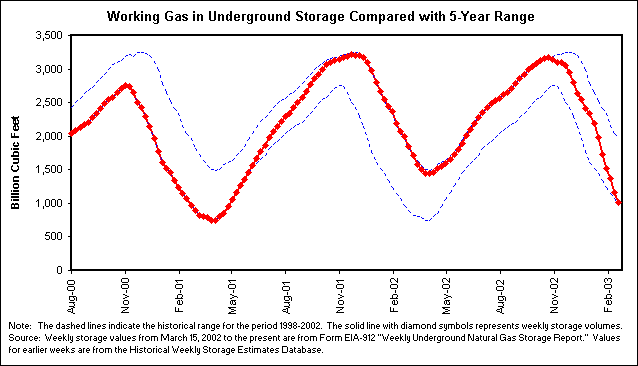 Working Gas in Underground Storage Compared with 5-Year Range
Billion Cubic Feet
3,500
3,000
2,500
2,000
1,500
1,000
500
0
Aug-00
Nov-00
Feb-01
May-01
Aug-01
Nov-01
Feb-02
May-02
Aug-02
Nov-02
Feb-03
Note: The dashed lines indicate the historical range for the period 1998-2002. The solid line with diamond symbols represents weekly storage volumes.
Source: Weekly storage values from March 15, 2002 to the present are from Form EIA-912 "Weekly Underground Natural Gas Storage Report." Values
for earlier weeks are from the Historical Weekly Storage Estimates Database.